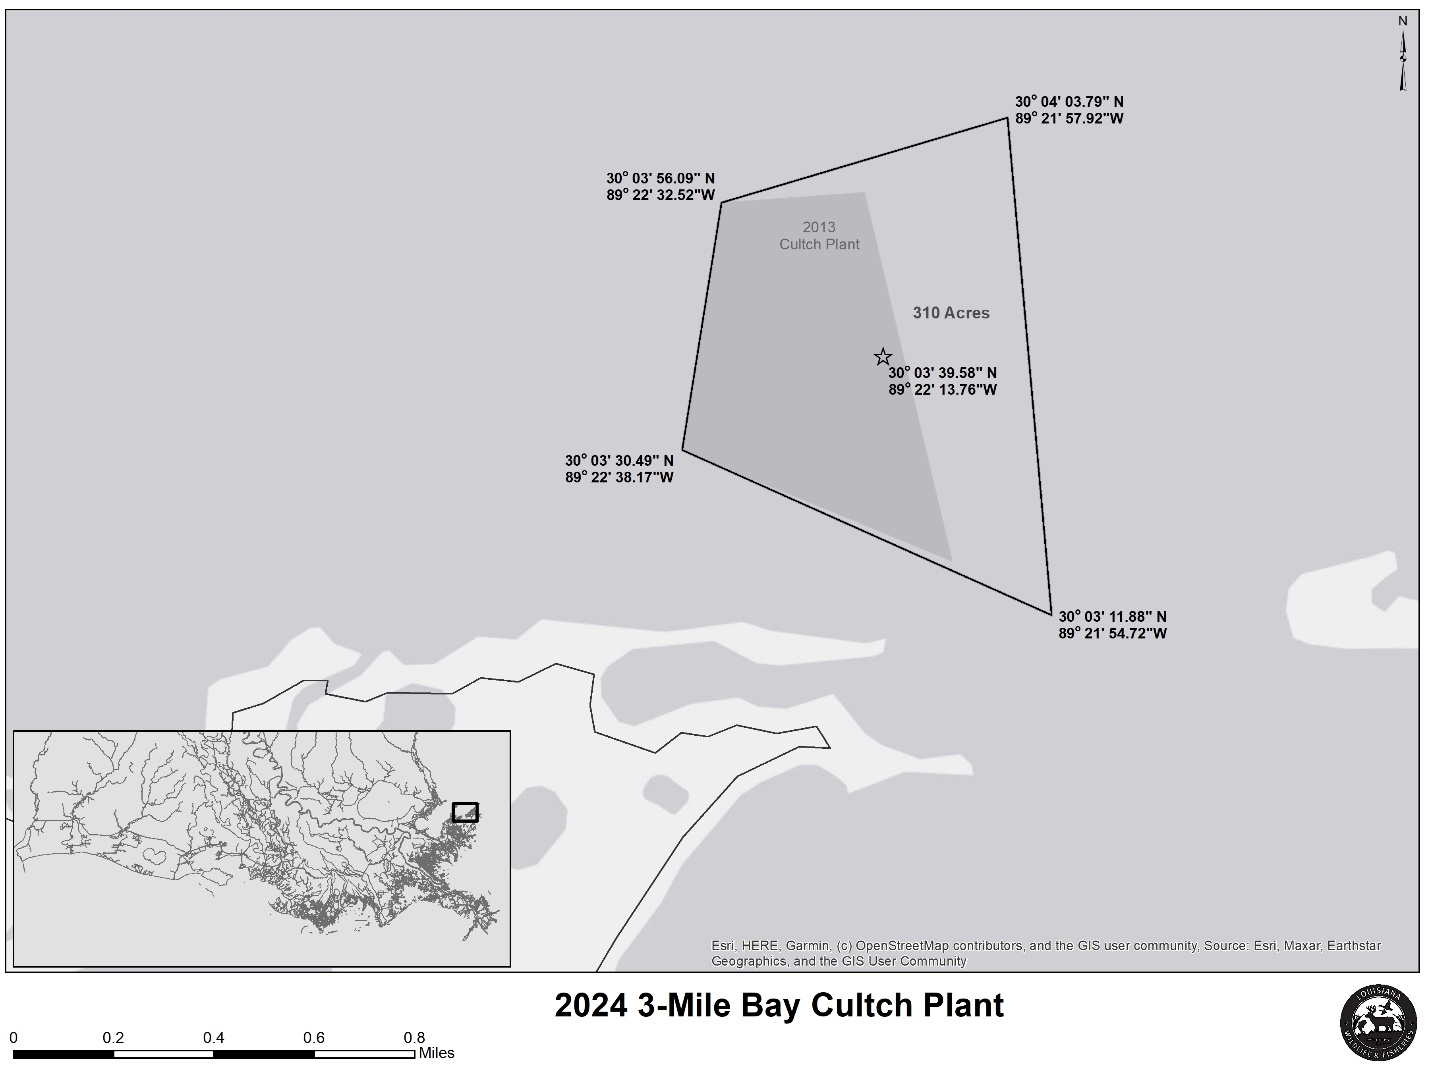 N
30° 04' 03.79" N
89° 21' 57.92"W
30° 03' 56.09" N
89° 22' 32.52"W
2013
Cultch Plant
310 Acres
30° 03' 39.58" N
89° 22' 13.76"W
30° 03' 30.49" N
89° 22' 38.17"W
30° 03' 11.88" N
89° 21' 54.72"W
Esri, HERE, Garmin, (c) OpenStreetMap contributors, and the GIS user community, Source: Esri, Maxar, Earthstar
Geographics, and the GIS User Community
2024 3-Mile Bay Cultch Plant
0 0.2 0.4 0.6 0.8
Miles
LOUISIANA
WILDLIFE & FISHERIES